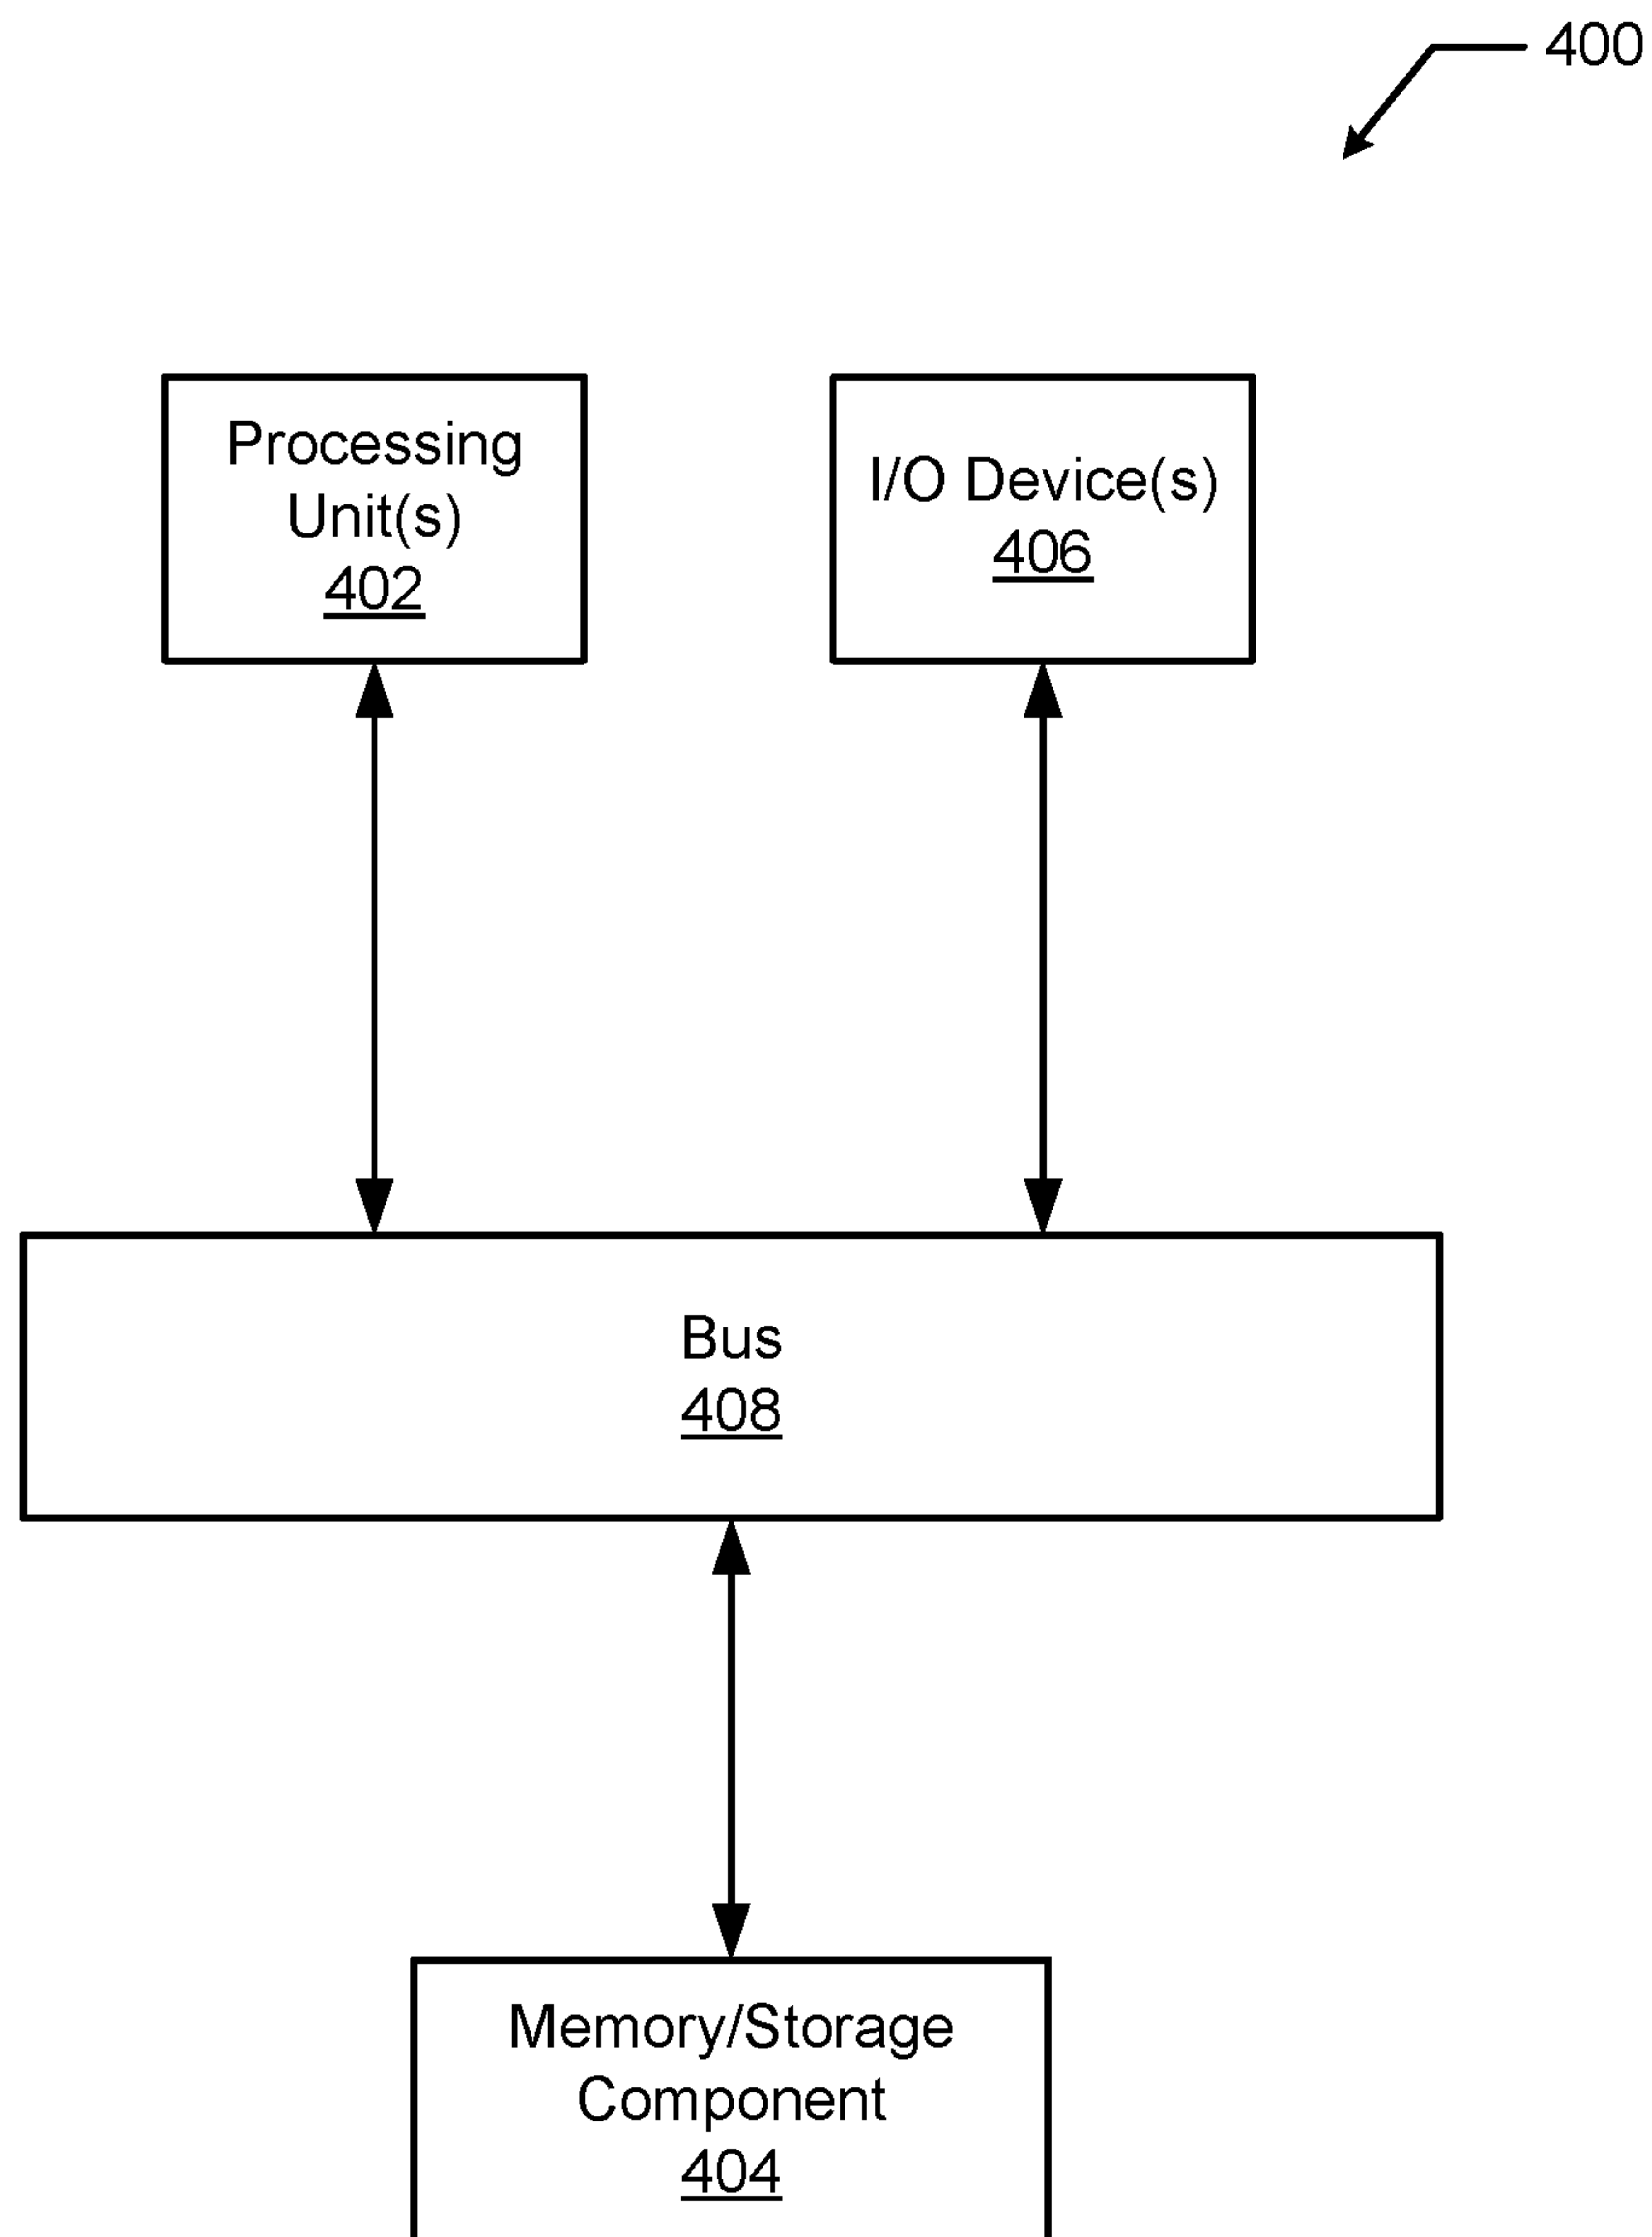 400
Processing
Unit(s)
402
I/O Device(s)
406
Bus
408
Memory/Storage
Component
404